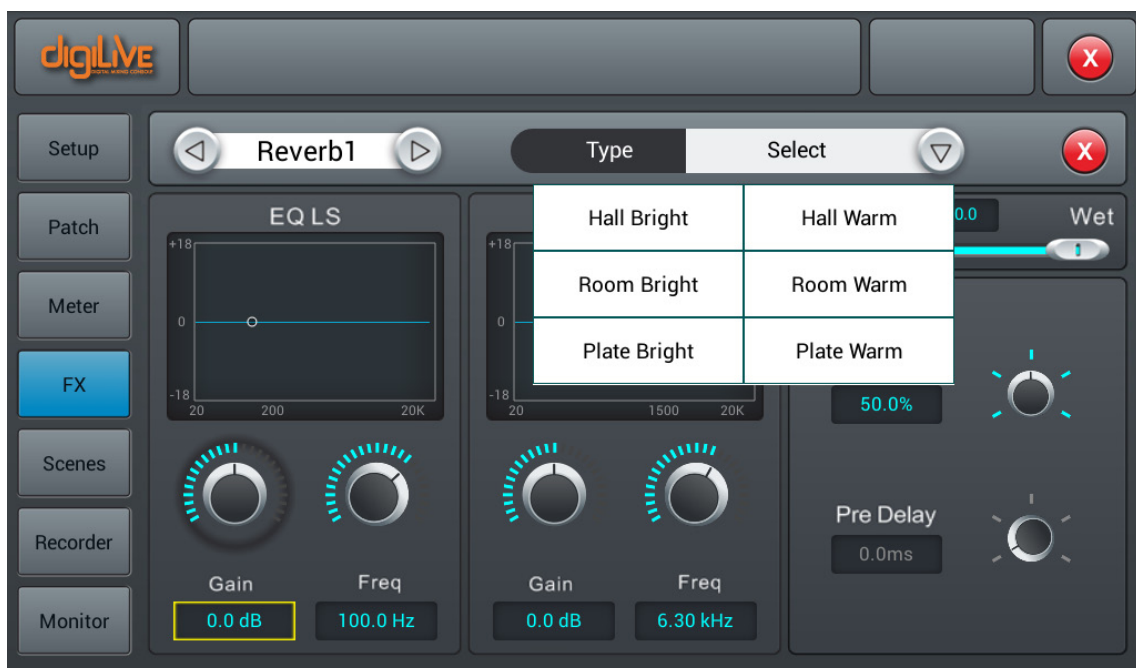 digiLiVE
DIGITAL MIXING CONSOLE
X
Setup
Reverb1
Type
Select
X
Patch
EQ LS
Hall Bright
Hall Warm
0.0
Wet
+18
+18
Room Bright
Room Warm
Meter
0
0
Plate Bright
Plate Warm
FX
-18
-18
20
200
20K
20
1500
20K
50.0%
Scenes
Pre Delay
Recorder
0.0ms
Gain
Freq
Gain
Freq
Monitor
0.0 dB
100.0 Hz
0.0 dB
6.30 kHz